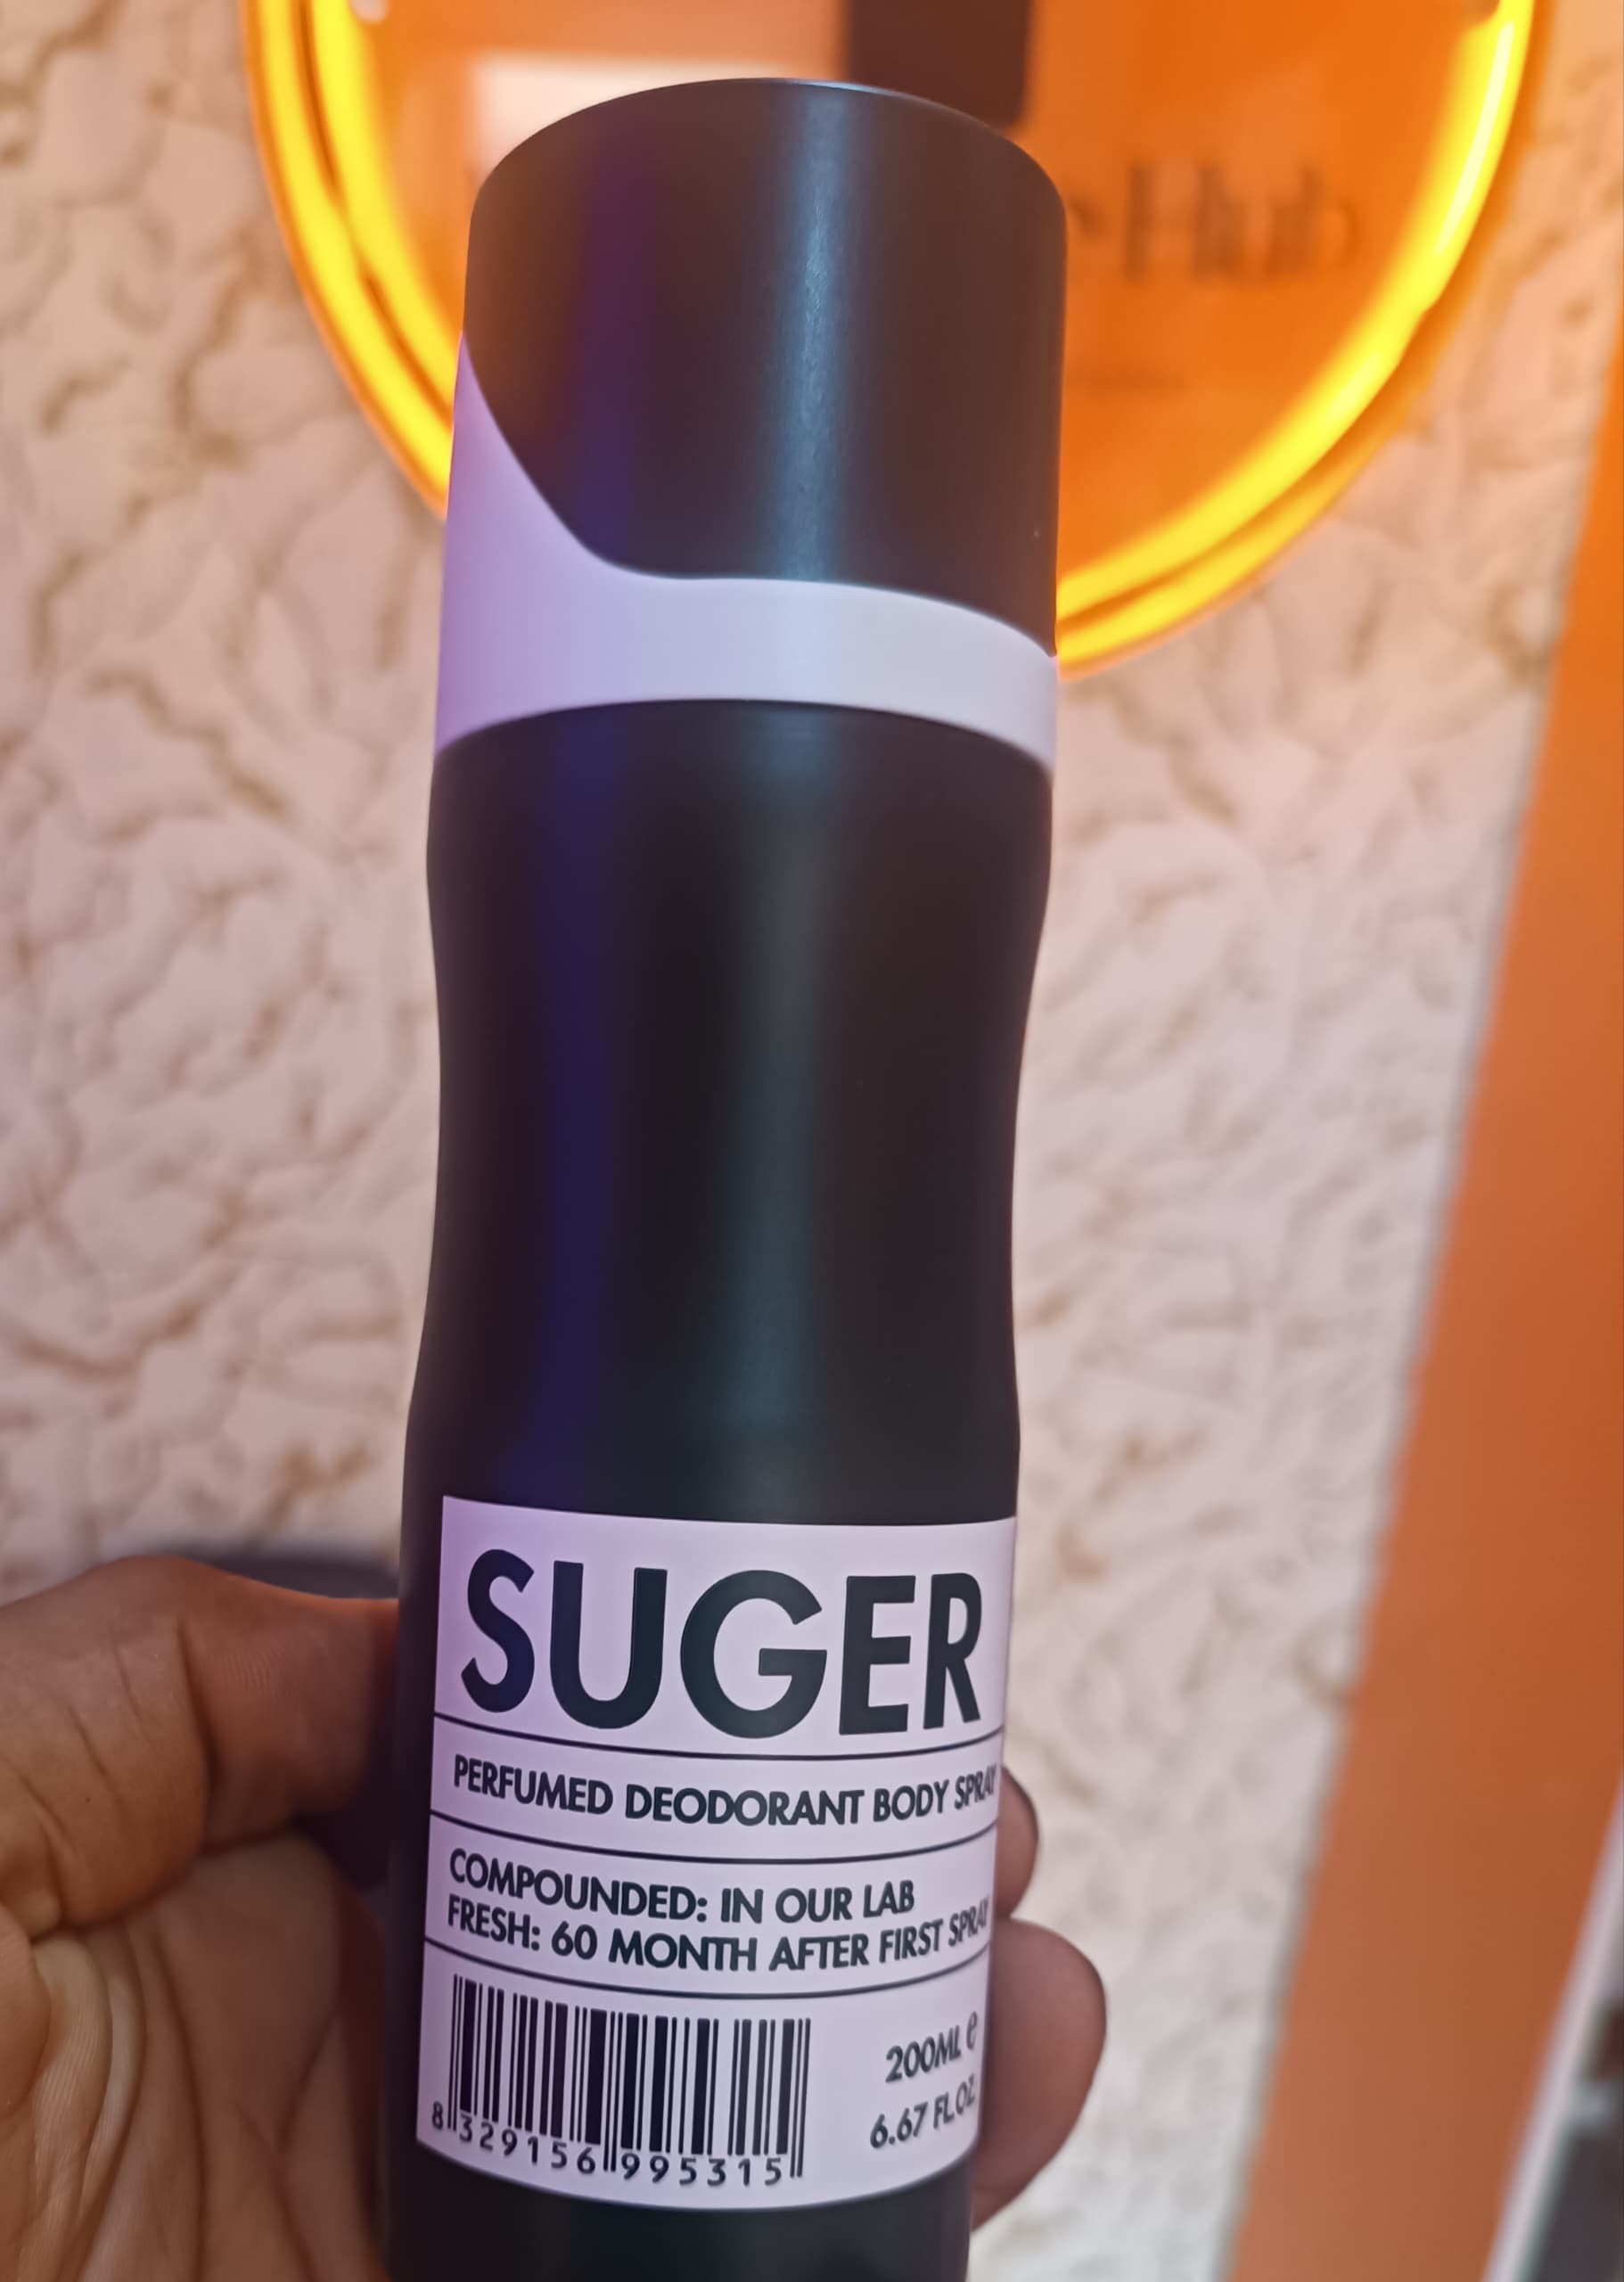 Hub
SUGER
PERFUMED DEODORANT BODY SPRAY
COMPOUNDED: IN OUR LAB
FRESH: 60 MONTH AFTER FIRST SPRAY
200ML e
6.67 FL.OZ
8 329156 995315